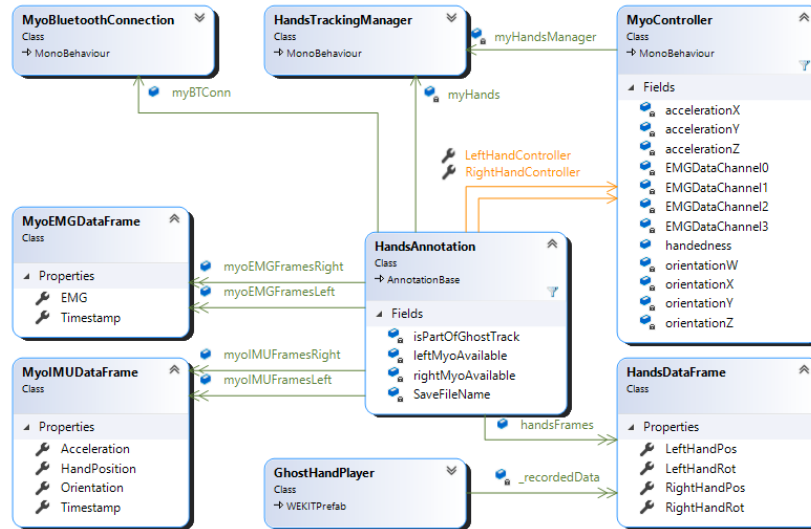 MyoBluetoothConnection
Class
MonoBehaviour
HandsTrackingManager
Class
MonoBehaviour
MyoController
Class
MonoBehaviour
Fields
accelerationX
accelerationY
accelerationZ
EMGDataChannel0
EMGDataChannel1
EMGDataChannel2
EMGDataChannel3
handedness
orientationW
orientationX
orientationY
orientationZ
myHandsManager
myBTConn
myHands
LeftHandController
RightHandController
MyoEMGDataFrame
Class
Properties
EMG
Timestamp
myoEMGFramesRight
myoEMGFramesLeft
HandsAnnotation
Class
AnnotationBase
Fields
isPartOfGhostTrack
leftMyoAvailable
rightMyoAvailable
SaveFileName
MyoIMUDataFrame
Class
Properties
Acceleration
HandPosition
Orientation
Timestamp
myoIMUFramesRight
myoIMUFramesLeft
HandsDataFrame
Class
Properties
LeftHandPos
LeftHandRot
RightHandPos
RightHandRot
handsFrames
GhostHandPlayer
Class
WEKITPrefab
_recordedData